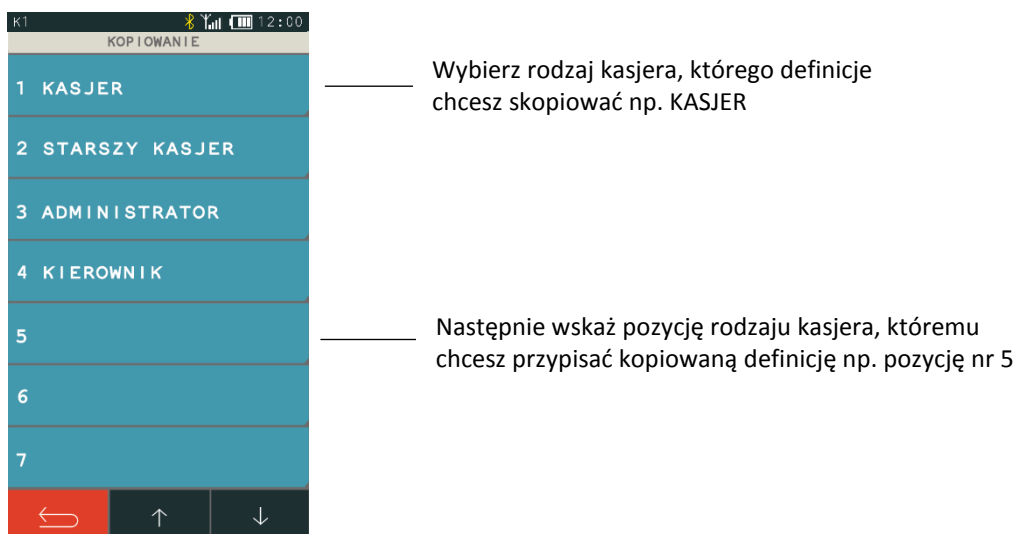 K1 12:00
KOPIOWANIE
1 KASJER
Wybierz rodzaj kasjera, którego definicje
chcesz skopiować np. KASJER
2 STARSZY KASJER
3 ADMINISTRATOR
4 KIEROWNIK
5
Następnie wskaż pozycję rodzaju kasjera, któremu
chcesz przypisać kopiowaną definicję np. pozycję nr 5
6
7